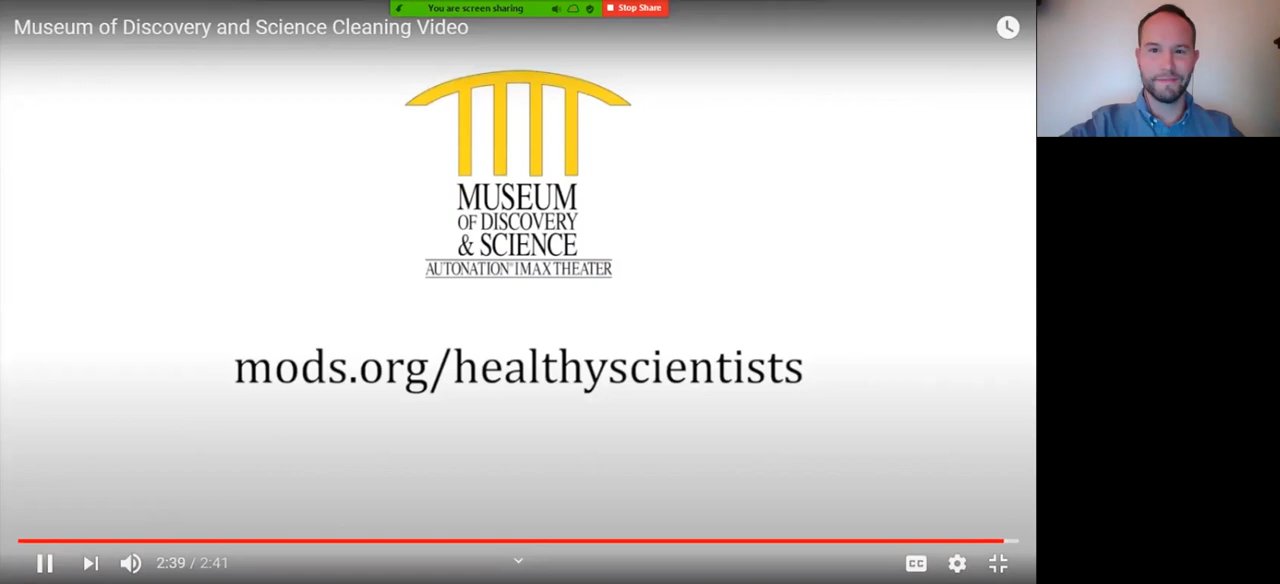 You are screen sharing
Stop Share
Museum of Discovery and Science Cleaning Video
MUSEUM
OF DISCOVERY
& SCIENCE
AUTONATION® IMAX THEATER
mods.org/healthyscientists
2:39 / 2:41
CC